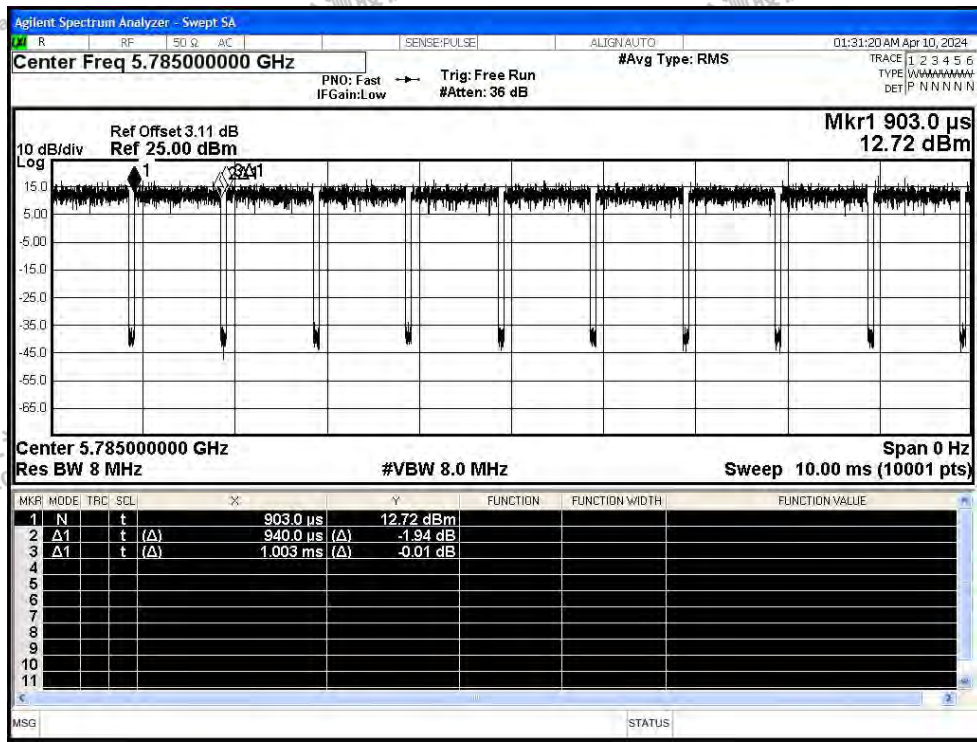 Agilent Spectrum Analyzer - Swept SA
R RF 50 Ω AC SENSE:PULSE ALIGN AUTO 01:31:20 AM Apr 10, 2024
Center Freq 5.785000000 GHz #Avg Type: RMS TRACE 1 2 3 4 5 6
PNO: Fast Trig: Free Run TYPE WWWWWW
IFGain:Low #Atten: 36 dB DET P N N N N N
Mkr1 903.0 µs
Ref Offset 3.11 dB
10 dB/div Ref 25.00 dBm 12.72 dBm
Log
1
15.0
5.00
-5.00
-15.0
-25.0
-35.0
-45.0
-55.0
-65.0
Center 5.785000000 GHz Span 0 Hz
Res BW 8 MHz #VBW 8.0 MHz Sweep 10.00 ms (10001 pts)
MKR MODE TRC SCL X Y FUNCTION FUNCTION WIDTH FUNCTION VALUE
1 N t 903.0 µs 12.72 dBm
2 Δ1 t (Δ) 940.0 µs (Δ) -1.94 dB
3 Δ1 t (Δ) 1.003 ms (Δ) -0.01 dB
4
5
6
7
8
9
10
11
MSG STATUS